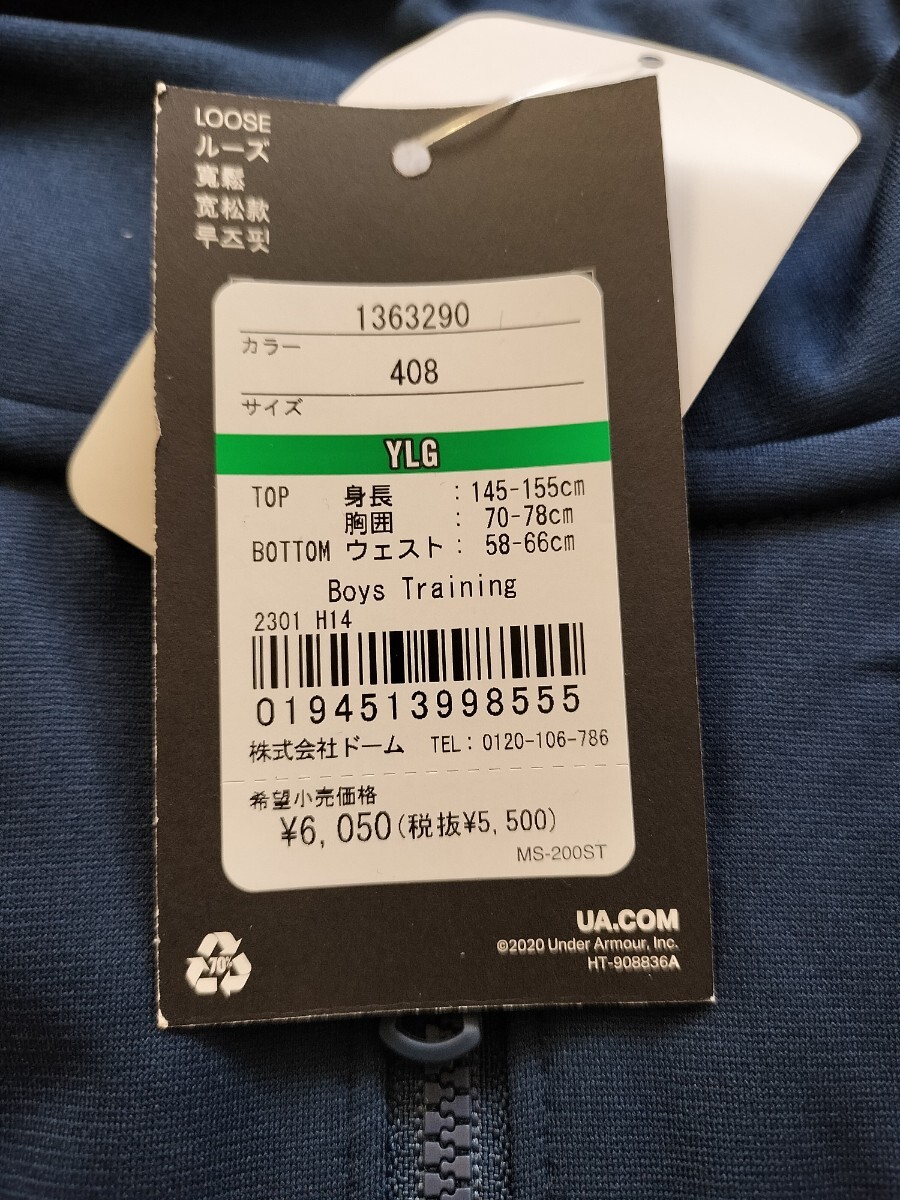 LOOSE
ルーズ
寬鬆
宽松款
루즈핏
1363290
カラー
408
サイズ
YLG
TOP 身長 : 145-155cm
胸囲 : 70-78cm
BOTTOM ウェスト : 58-66cm
Boys Training
2301 H14
0194513998555
株式会社ドーム TEL: 0120-106-786
希望小売価格
¥6,050(税抜¥5,500)
MS-200ST
UA.COM
©2020 Under Armour, Inc.
HT-908836A
70%